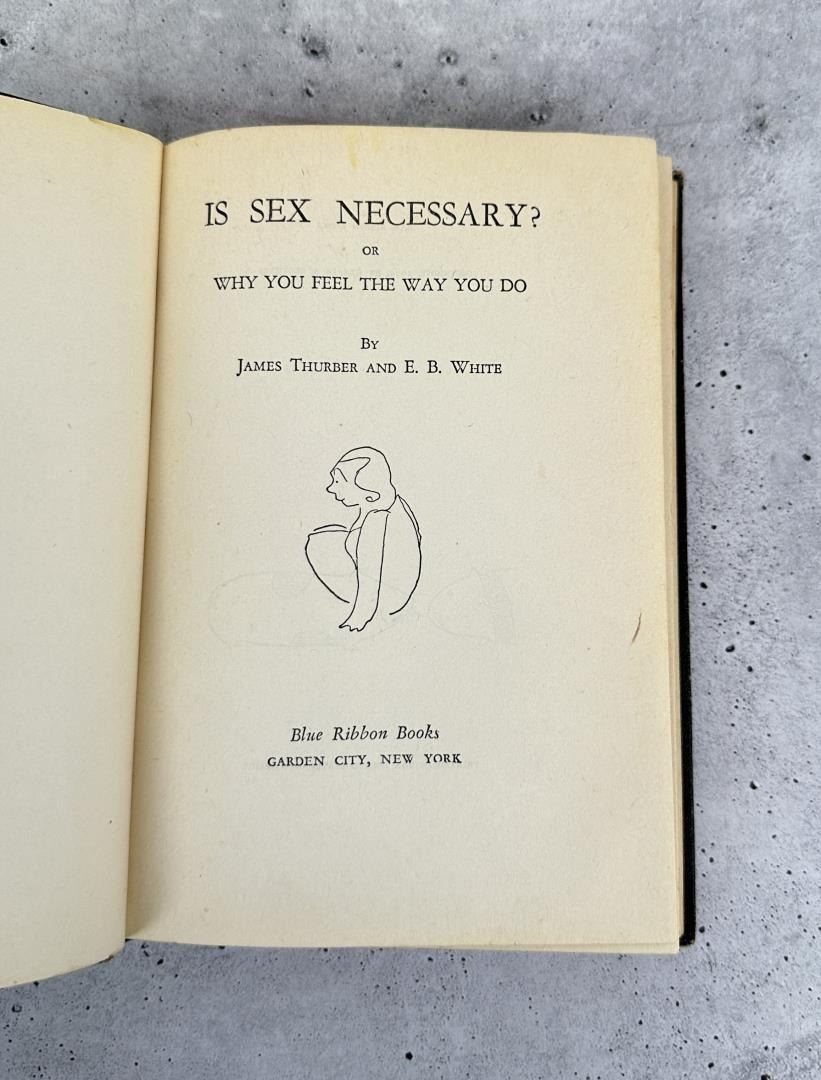 IS SEX NECESSARY?
OR
WHY YOU FEEL THE WAY YOU DO
BY
JAMES THURBER AND E. B. WHITE
Blue Ribbon Books
GARDEN CITY, NEW YORK